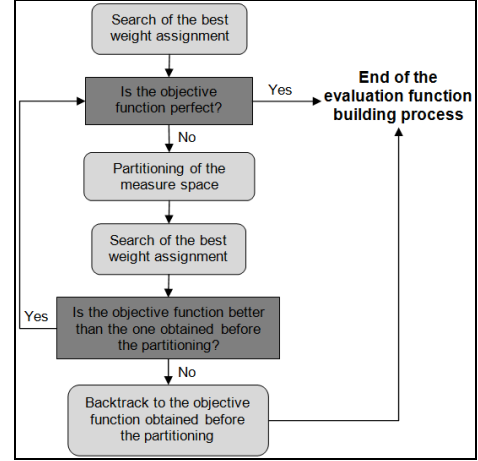 Search of the best
weight assignment
Is the objective
function perfect?
Yes
End of the
evaluation function
building process
No
Partitioning of the
measure space
Search of the best
weight assignment
Yes
Is the objective function better
than the one obtained before
the partitioning?
No
Backtrack to the objective
function obtained before
the partitioning